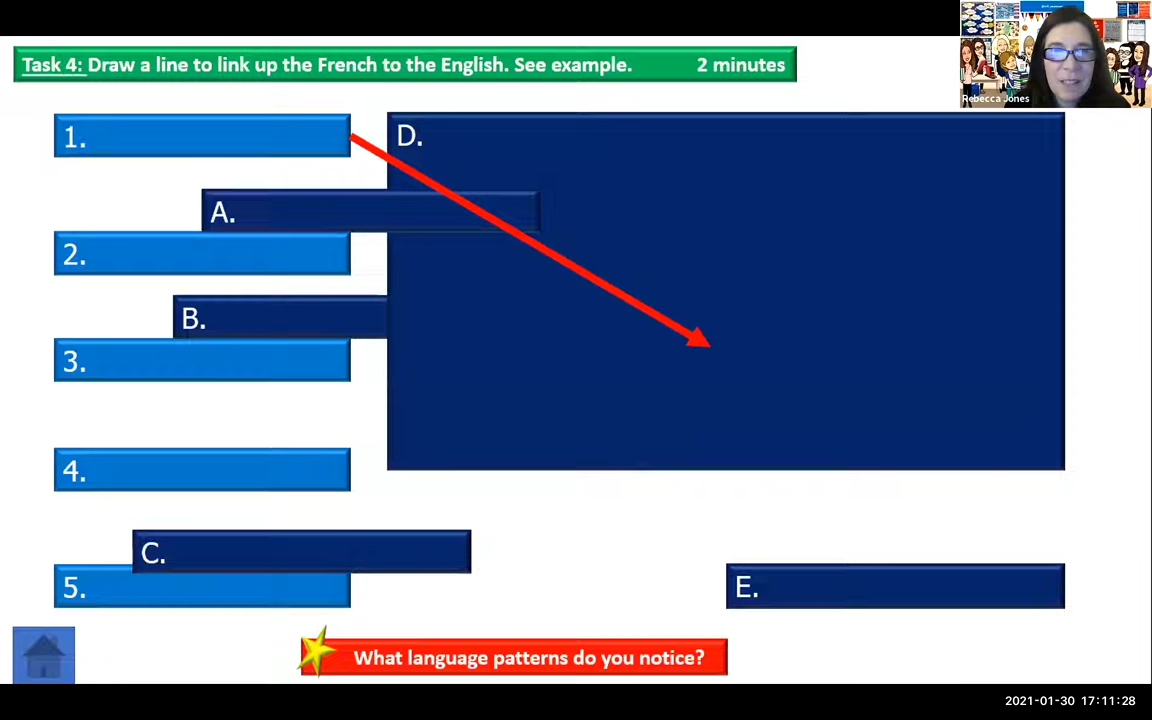 Rebecca Jones
Task 4: Draw a line to link up the French to the English. See example. 2 minutes
1.
D.
A.
2.
B.
3.
4.
C.
5.
E.
What language patterns do you notice?
2021-01-30 17:11:28